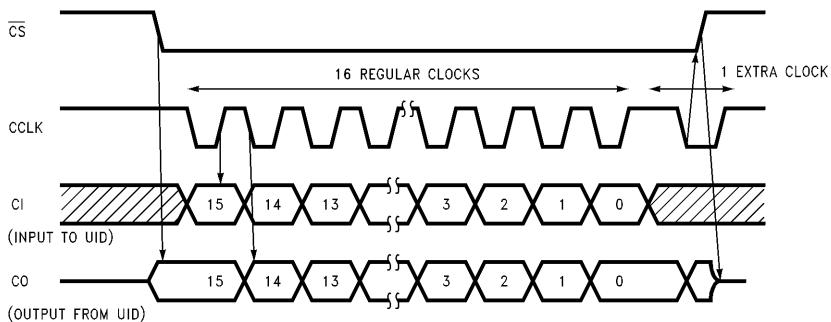 CS
16 REGULAR CLOCKS
1 EXTRA CLOCK
CCLK
CI
15 14 13 3 2 1 0
(INPUT TO UID)
CO
15 14 13 3 2 1 0
(OUTPUT FROM UID)